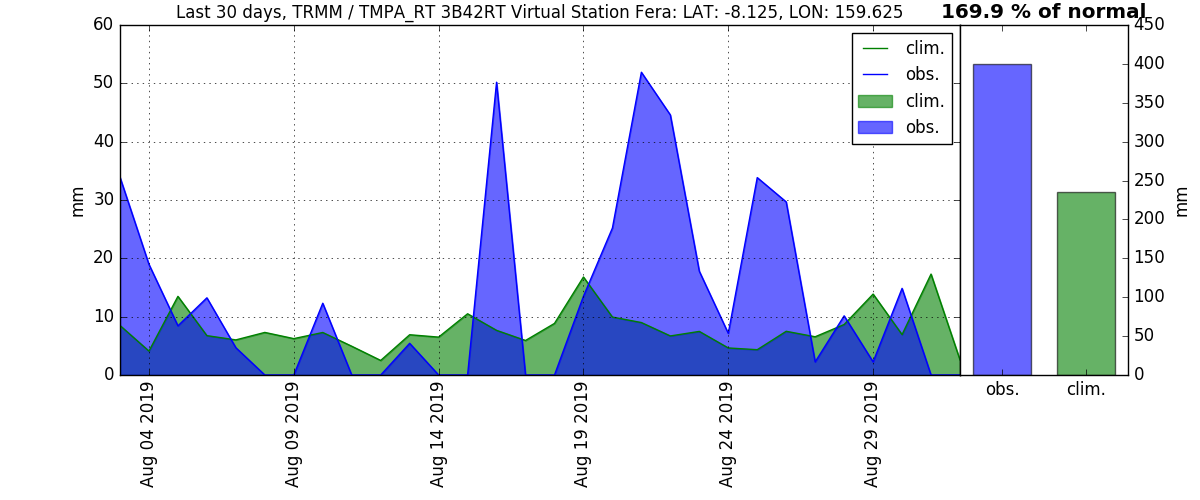 Last 30 days, TRMM / TMPA_RT 3B42RT Virtual Station Fera: LAT: -8.125, LON: 159.625
169.9 % of normal
60
50
40
30
20
10
0
mm
clim.
obs.
clim.
obs.
Aug 04 2019
Aug 09 2019
Aug 14 2019
Aug 19 2019
Aug 24 2019
Aug 29 2019
450
400
350
300
250
200
150
100
50
0
mm
obs.
clim.